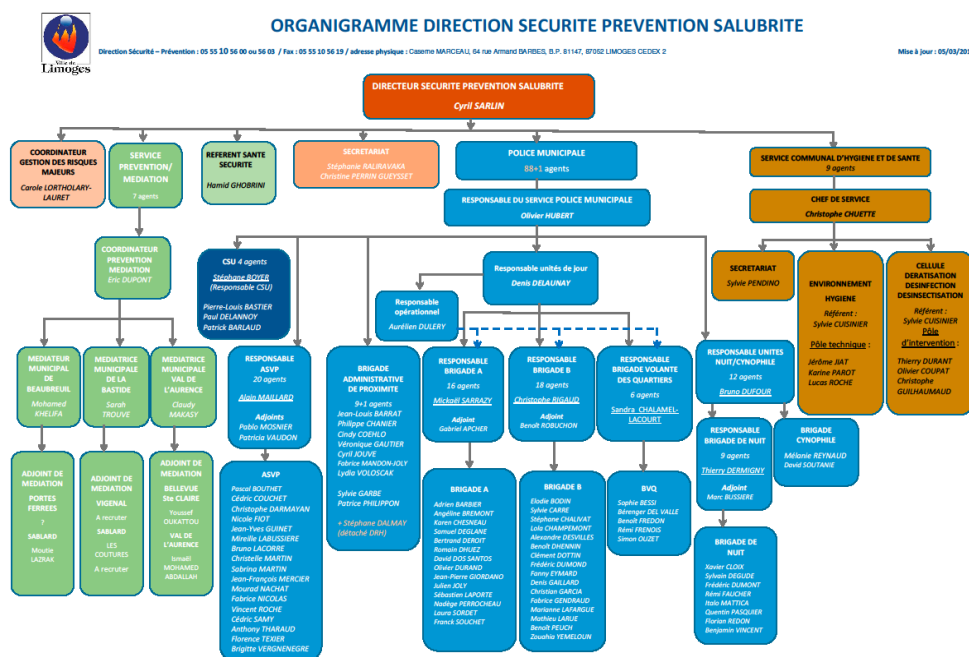 ORGANIGRAMME DIRECTION SECURITE PREVENTION SALUBRITE
Ville de
Limoges
Direction Sécurité – Prévention : 05 55 10 56 00 ou 56 03 / Fax : 05 55 10 56 19 / adresse physique : Caserne MARCEAU, 64 rue Armand BARBES, B.P. 81147, 87052 LIMOGES CEDEX 2
Mise à jour : 05/03/201
DIRECTEUR SECURITE PREVENTION SALUBRITE
Cyril SARLIN
COORDINATEUR
GESTION DES RISQUES
MAJEURS
Carole LORTHOLARY-
LAURET
SERVICE
PREVENTION/
MEDIATION
7 agents
REFERENT SANTE
SECURITE
Hamid GHOBRINI
SECRETARIAT
Stéphanie RALIRAVAKA
Christine PERRIN GUEYSSET
POLICE MUNICIPALE
88+1 agents
SERVICE COMMUNAL D'HYGIENE ET DE SANTE
9 agents
RESPONSABLE DU SERVICE POLICE MUNICIPALE
Olivier HUBERT
CHEF DE SERVICE
Christophe CHUETTE
COORDINATEUR
PREVENTION
MEDIATION
Eric DUPONT
CSU 4 agents
Stéphane BOYER
(Responsable CSU)
Pierre-Louis BASTIER
Paul DELANNOY
Patrick BARLAUD
Responsable unités de jour
Denis DELAUNAY
Responsable
opérationnel
Aurélien DULERY
SECRETARIAT
Sylvie PENDINO
ENVIRONNEMENT
HYGIENE
Référent :
Sylvie CUISINIER
Pôle technique :
Jérôme JIAT
Karine PAROT
Lucas ROCHE
CELLULE
DERATISATION
DESINFECTION
DESINSECTISATION
Référent :
Sylvie CUISINIER
Pôle
d'intervention :
Thierry DURANT
Olivier COUPAT
Christophe
GUILHAUMAUD
MEDIATEUR
MUNICIPAL
DE
BEAUBREUIL
Mohamed
KHELIFA
MEDIATRICE
MUNICIPALE
DE LA
BASTIDE
Sarah
TROUVE
MEDIATRICE
MUNICIPALE VAL
DE L'AURENCE
Claudy
MAKASY
RESPONSABLE
ASVP
20 agents
Alain MAILLARD
Adjoints
Pablo MOSNIER
Patricia VAUDON
BRIGADE
ADMINISTRATIVE
DE PROXIMITE
9+1 agents
Jean-Louis BARRAT
Philippe CHANIER
Cindy COEHLO
Véronique GAUTIER
Cyril JOUVE
Fabrice MANDON-JOLY
Lydia VOLOSCAK
Sylvie GARBE
Patrice PHILIPPON
+ Stéphane DALMAY
(détaché DRH)
RESPONSABLE
BRIGADE A
16 agents
Mickaël SARRAZY
Adjoint
Gabriel APCHER
RESPONSABLE
BRIGADE B
18 agents
Christophe RIGAUD
Adjoint
Benoît ROBUCHON
RESPONSABLE
BRIGADE VOLANTE
DES QUARTIERS
6 agents
Sandra CHALAMEL-
LACOURT
RESPONSABLE UNITES
NUIT/CYNOPHILE
12 agents
Bruno DUFOUR
RESPONSABLE
BRIGADE DE NUIT
9 agents
Thierry DERMIGNY
Adjoint
Marc BUSSIERE
BRIGADE
CYNOPHILE
Mélanie REYNAUD
David SOUTANIE
ADJOINT DE
MEDIATION
PORTES
FERREES
?
SABLARD
Moutie
LAZRAK
ADJOINT DE
MEDIATION
VIGENAL
A recruter
SABLARD
LES
COUTURES
A recruter
ADJOINT DE
MEDIATION
BELLEVUE
Ste CLAIRE
Youssef
OUKATTOU
VAL DE
L'AURENCE
Ismaël
MOHAMED
ABDALLAH
ASVP
Pascal BOUTHET
Cédric COUCHET
Christophe DARMAYAN
Nicole FIOT
Jean-Yves GUINET
Mireille LABUSSIERE
Bruno LACORRE
Christelle MARTIN
Sabrina MARTIN
Jean-François MERCIER
Mourad NACHAT
Fabrice NICOLAS
Vincent ROCHE
Cédric SAMY
Anthony THARAUD
Florence TEXIER
Brigitte VERGNENEGRE
BRIGADE A
Adrien BARBIER
Angéline BREMONT
Karen CHESNEAU
Samuel DEGLANE
Bertrand DEROIT
Romain DHUEZ
David DOS SANTOS
Olivier DURAND
Jean-Pierre GIORDANO
Julien JOLY
Sébastien LAPORTE
Nadège PERROCHEAU
Laura SORDET
Franck SOUCHET
BRIGADE B
Elodie BODIN
Sylvie CARRE
Stéphane CHALIVAT
Lola CHAMPEMONT
Alexandre DESVILLES
Benoît DHENNIN
Clément DOTTIN
Frédéric DUMOND
Fanny EYMARD
Denis GAILLARD
Christian GARCIA
Fabrice GENDRAUD
Marianne LAFARGUE
Mathieu LARUE
Benoît PEUCH
Zouahia YEMELOUN
BVQ
Sophie BESSI
Bérenger DEL VALLE
Benoît FREDON
Rémi FRENOIS
Simon OUZET
BRIGADE DE
NUIT
Xavier CLOIX
Sylvain DEGUDE
Frédéric DUMONT
Rémi FAUCHER
Italo MATTICA
Quentin PASQUIER
Florian REDON
Benjamin VINCENT